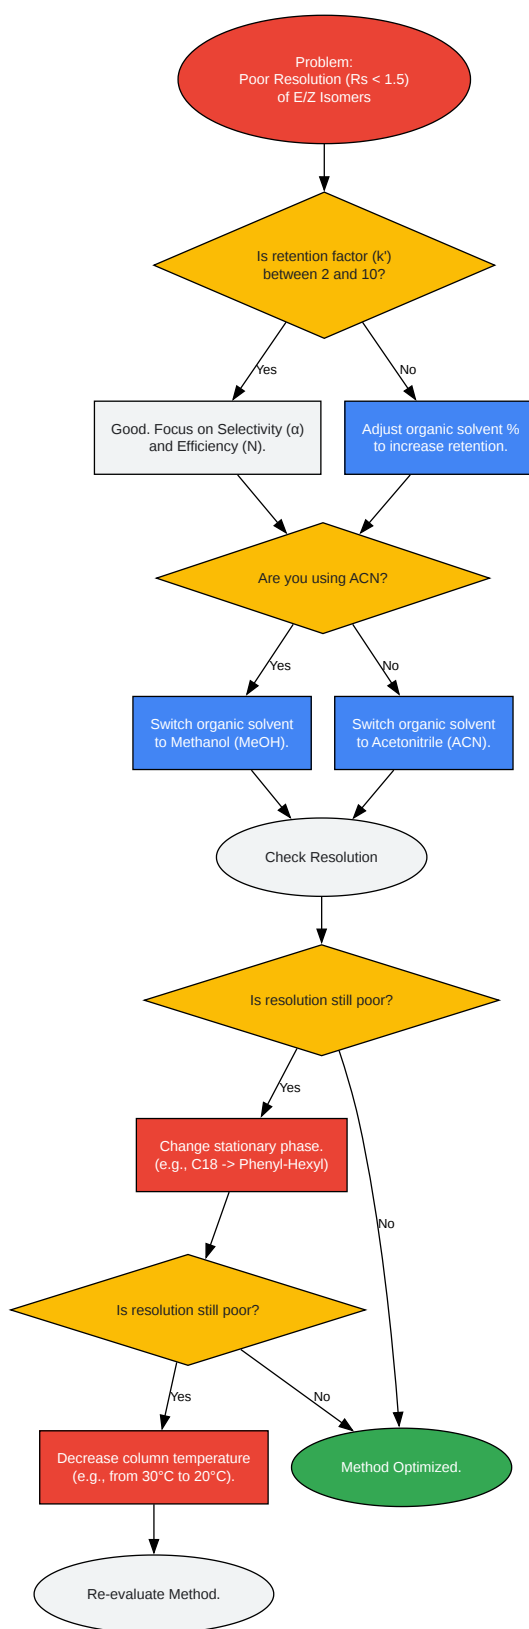 Problem:
Poor Resolution (Rs < 1.5)
of E/Z Isomers
Is retention factor (k')
between 2 and 10?
Yes
No
Good. Focus on Selectivity (α)
and Efficiency (N).
Adjust organic solvent %
to increase retention.
Are you using ACN?
Yes
No
Switch organic solvent
to Methanol (MeOH).
Switch organic solvent
to Acetonitrile (ACN).
Check Resolution
Is resolution still poor?
Yes
Change stationary phase.
(e.g., C18 -> Phenyl-Hexyl)
No
Is resolution still poor?
Yes
No
Decrease column temperature
(e.g., from 30°C to 20°C).
Method Optimized.
Re-evaluate Method.